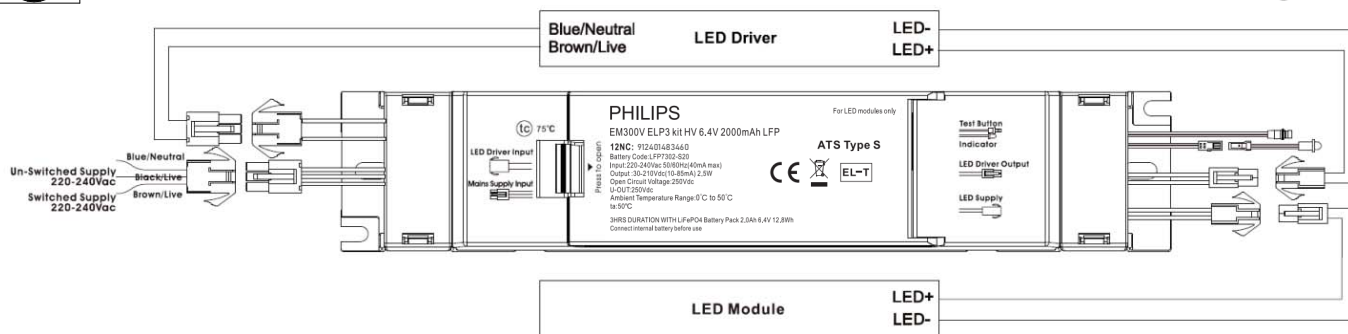 Blue/Neutral
Brown/Live
LED Driver
LED-
LED+
Blue/Neutral
Un-Switched Supply
220-240Vac
Black/Live
Switched Supply
220-240Vac
Brown/Live
tc 75℃
LED Driver Input
Mains Supply Input
Press to open
PHILIPS
For LED modules only
EM300V ELP3 kit HV 6.4V 2000mAh LFP
12NC: 912401483460
Battery Code:LFP7302-S20
Input:220-240Vac 50/60Hz(40mA max)
Output :30-210Vdc(10-85mA) 2,5W
Open Circuit Voltage:250Vdc
U-OUT:250Vdc
Ambient Temperature Range:0℃ to 50℃
ta:50℃
3HRS DURATION WITH LiFePO4 Battery Pack 2,0Ah 6,4V 12,8Wh
Connect internal battery before use
ATS Type S
CE
EL-T
Test Button
Indicator
LED Driver Output
LED Supply
LED Module
LED+
LED-